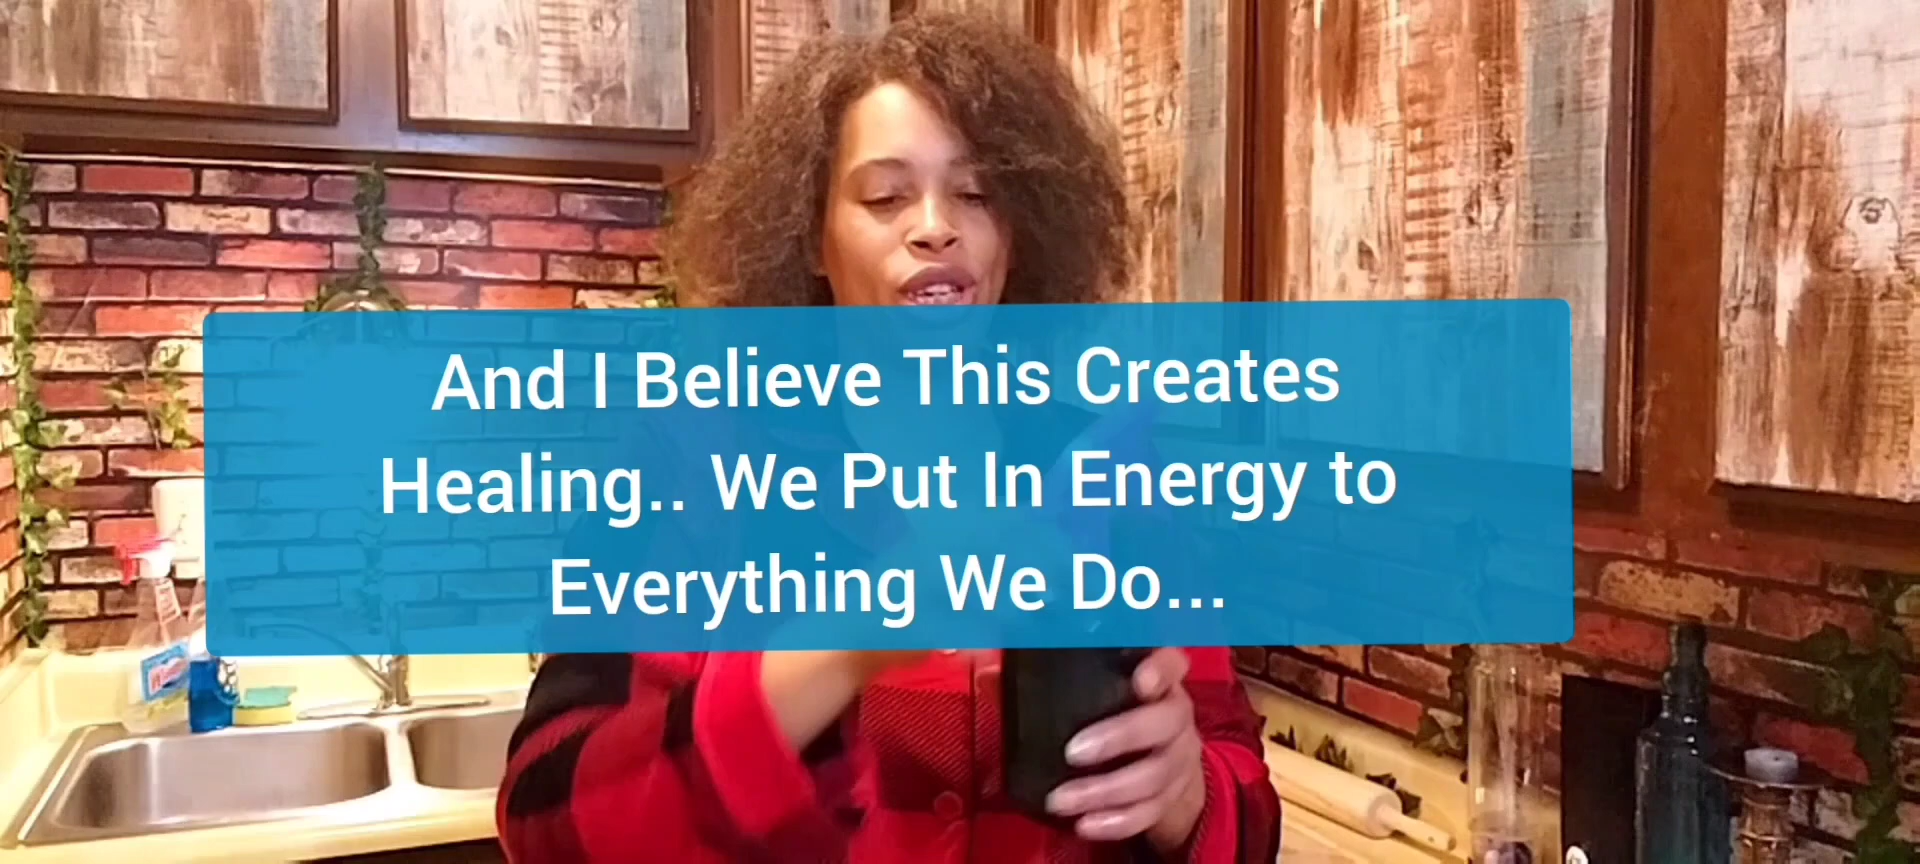 And I Believe This Creates
Healing.. We Put In Energy to
Everything We Do...